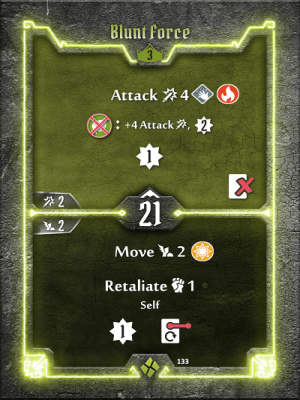 Blunt Force
3
Attack 4
: +4 Attack , 2
1
2
21
2
Move 2
Retaliate 1
Self
1
133